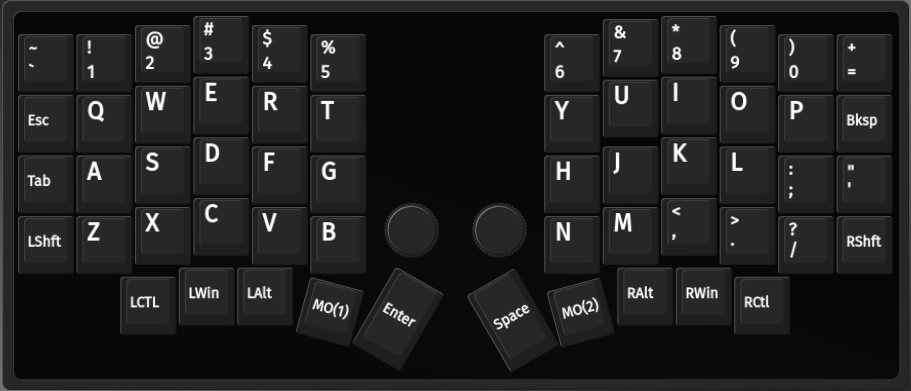 ~ ! @ # $ % ^ & * ( ) +
` 1 2 3 4 5 6 7 8 9 0 =
Esc Q W E R T Y U I O P Bksp
Tab A S D F G H J K L : ; " '
LShft Z X C V B N M < , > . ? / RShft
LCTL LWin LAlt MO(1) Enter Space MO(2) RAlt RWin RCtl